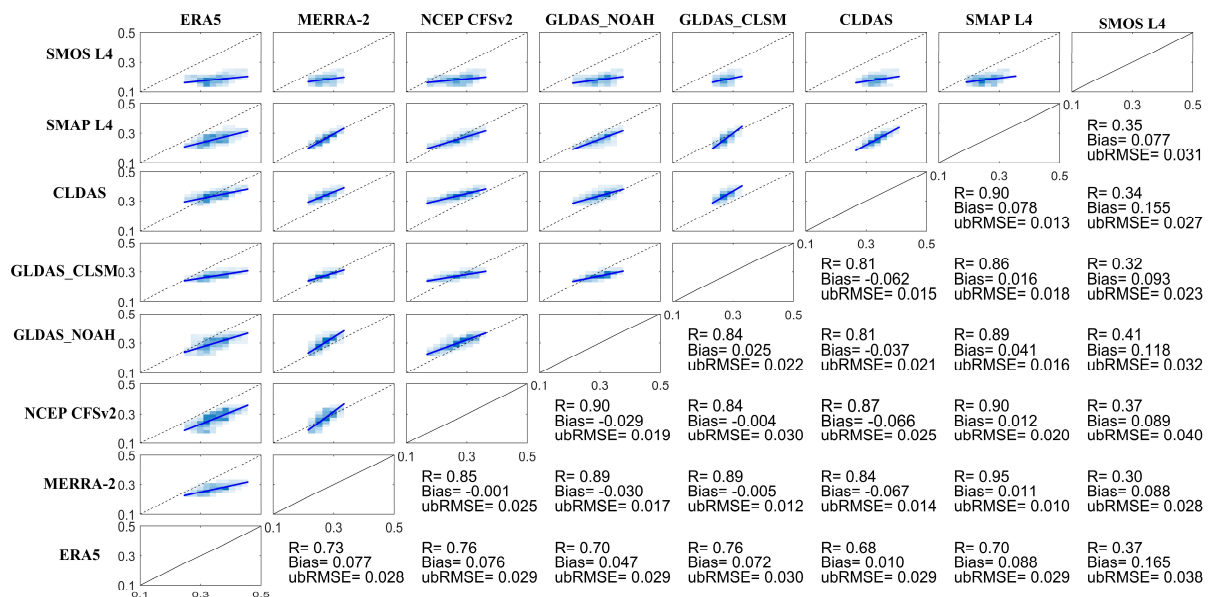 ERA5 MERRA-2 NCEP CFSv2 GLDAS_NOAH GLDAS_CLSM CLDAS SMAP L4 SMOS L4
SMOS L4
0.5
0.3
0.1
0.1 0.3 0.5
SMAP L4
0.5
0.3
0.1
0.1 0.3 0.5
R= 0.35
Bias= 0.077
ubRMSE= 0.031
CLDAS
0.5
0.3
0.1
0.1 0.3 0.5
R= 0.90
Bias= 0.078
ubRMSE= 0.013
R= 0.34
Bias= 0.155
ubRMSE= 0.027
GLDAS_CLSM
0.5
0.3
0.1
0.1 0.3 0.5
R= 0.81
Bias= -0.062
ubRMSE= 0.015
R= 0.86
Bias= 0.016
ubRMSE= 0.018
R= 0.32
Bias= 0.093
ubRMSE= 0.023
GLDAS_NOAH
0.5
0.3
0.1
0.1 0.3 0.5
R= 0.84
Bias= 0.025
ubRMSE= 0.022
R= 0.81
Bias= -0.037
ubRMSE= 0.021
R= 0.89
Bias= 0.041
ubRMSE= 0.016
R= 0.41
Bias= 0.118
ubRMSE= 0.032
NCEP CFSv2
0.5
0.3
0.1
0.1 0.3 0.5
R= 0.90
Bias= -0.029
ubRMSE= 0.019
R= 0.84
Bias= -0.004
ubRMSE= 0.030
R= 0.87
Bias= -0.066
ubRMSE= 0.025
R= 0.90
Bias= 0.012
ubRMSE= 0.020
R= 0.37
Bias= 0.089
ubRMSE= 0.040
MERRA-2
0.5
0.3
0.1
0.1 0.3 0.5
R= 0.85
Bias= -0.001
ubRMSE= 0.025
R= 0.89
Bias= -0.030
ubRMSE= 0.017
R= 0.89
Bias= -0.005
ubRMSE= 0.012
R= 0.84
Bias= -0.067
ubRMSE= 0.014
R= 0.95
Bias= 0.011
ubRMSE= 0.010
R= 0.30
Bias= 0.088
ubRMSE= 0.028
ERA5
0.5
0.3
0.1
0.1 0.3 0.5
R= 0.73
Bias= 0.077
ubRMSE= 0.028
R= 0.76
Bias= 0.076
ubRMSE= 0.029
R= 0.70
Bias= 0.047
ubRMSE= 0.029
R= 0.76
Bias= 0.072
ubRMSE= 0.030
R= 0.68
Bias= 0.010
ubRMSE= 0.029
R= 0.70
Bias= 0.088
ubRMSE= 0.029
R= 0.37
Bias= 0.165
ubRMSE= 0.038